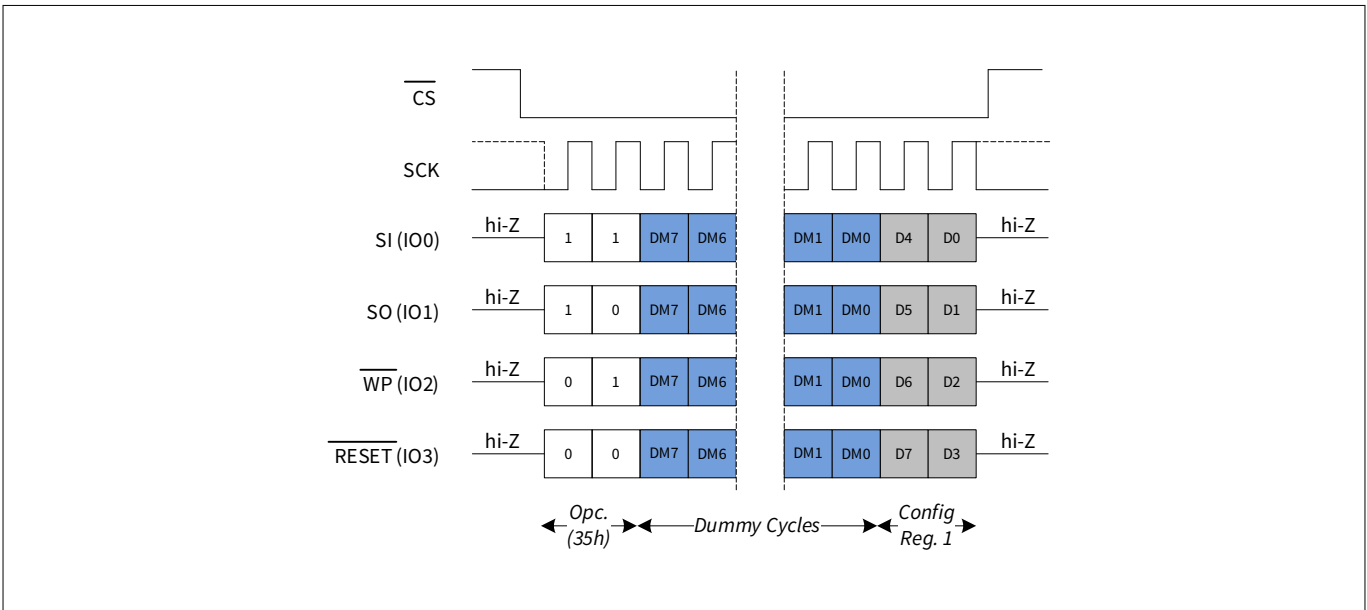 CS
SCK
SI (IO0) hi-Z 1 1 DM7 DM6 DM1 DM0 D4 D0 hi-Z
SO (IO1) hi-Z 1 0 DM7 DM6 DM1 DM0 D5 D1 hi-Z
WP (IO2) hi-Z 0 1 DM7 DM6 DM1 DM0 D6 D2 hi-Z
RESET (IO3) hi-Z 0 0 DM7 DM6 DM1 DM0 D7 D3 hi-Z
Opc. (35h)
Dummy Cycles
Config Reg. 1